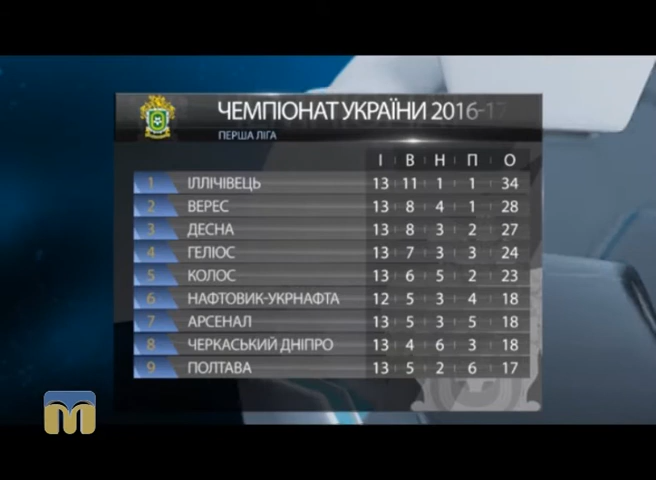 ЧЕМПІОНАТ УКРАЇНИ 2016-17
ПЕРША ЛІГА
І В Н П О
1 ІЛЛІЧІВЕЦЬ 13 11 1 1 34
2 ВЕРЕС 13 8 4 1 28
3 ДЕСНА 13 8 3 2 27
4 ГЕЛІОС 13 7 3 3 24
5 КОЛОС 13 6 5 2 23
6 НАФТОВИК-УКРНАФТА 12 5 3 4 18
7 АРСЕНАЛ 13 5 3 5 18
8 ЧЕРКАСЬКИЙ ДНІПРО 13 4 6 3 18
9 ПОЛТАВА 13 5 2 6 17